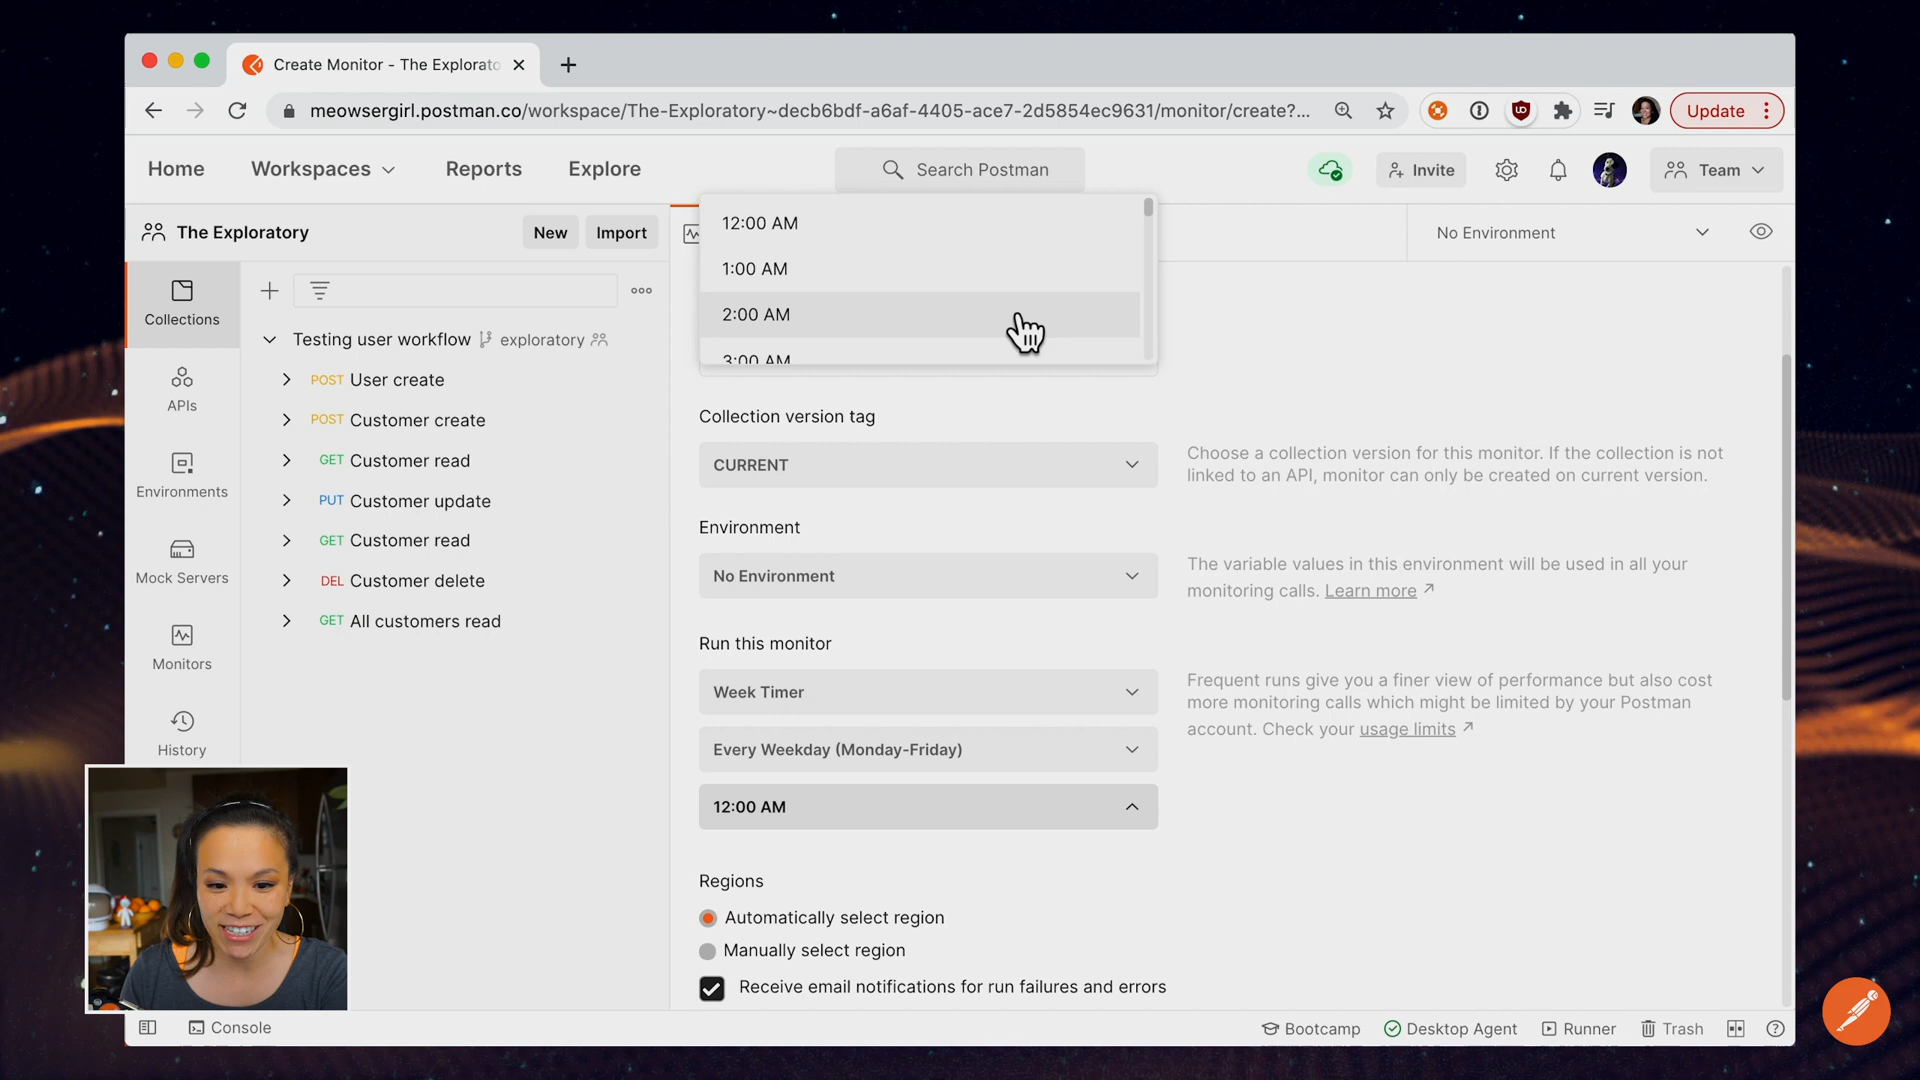 Create Monitor - The Explorato
meowsergirl.postman.co/workspace/The-Exploratory~decb6bdf-a6af-4405-ace7-2d5854ec9631/monitor/create?...
Update
Home
Workspaces
Reports
Explore
Search Postman
Invite
Team
The Exploratory
New
Import
No Environment
Collections
APIs
Environments
Mock Servers
Monitors
History
Testing user workflow exploratory
POST User create
POST Customer create
GET Customer read
PUT Customer update
GET Customer read
DEL Customer delete
GET All customers read
12:00 AM
1:00 AM
2:00 AM
3:00 AM
Collection version tag
CURRENT
Choose a collection version for this monitor. If the collection is not
linked to an API, monitor can only be created on current version.
Environment
No Environment
The variable values in this environment will be used in all your
monitoring calls. Learn more
Run this monitor
Week Timer
Every Weekday (Monday-Friday)
12:00 AM
Frequent runs give you a finer view of performance but also cost
more monitoring calls which might be limited by your Postman
account. Check your usage limits
Regions
Automatically select region
Manually select region
Receive email notifications for run failures and errors
Console
Bootcamp
Desktop Agent
Runner
Trash